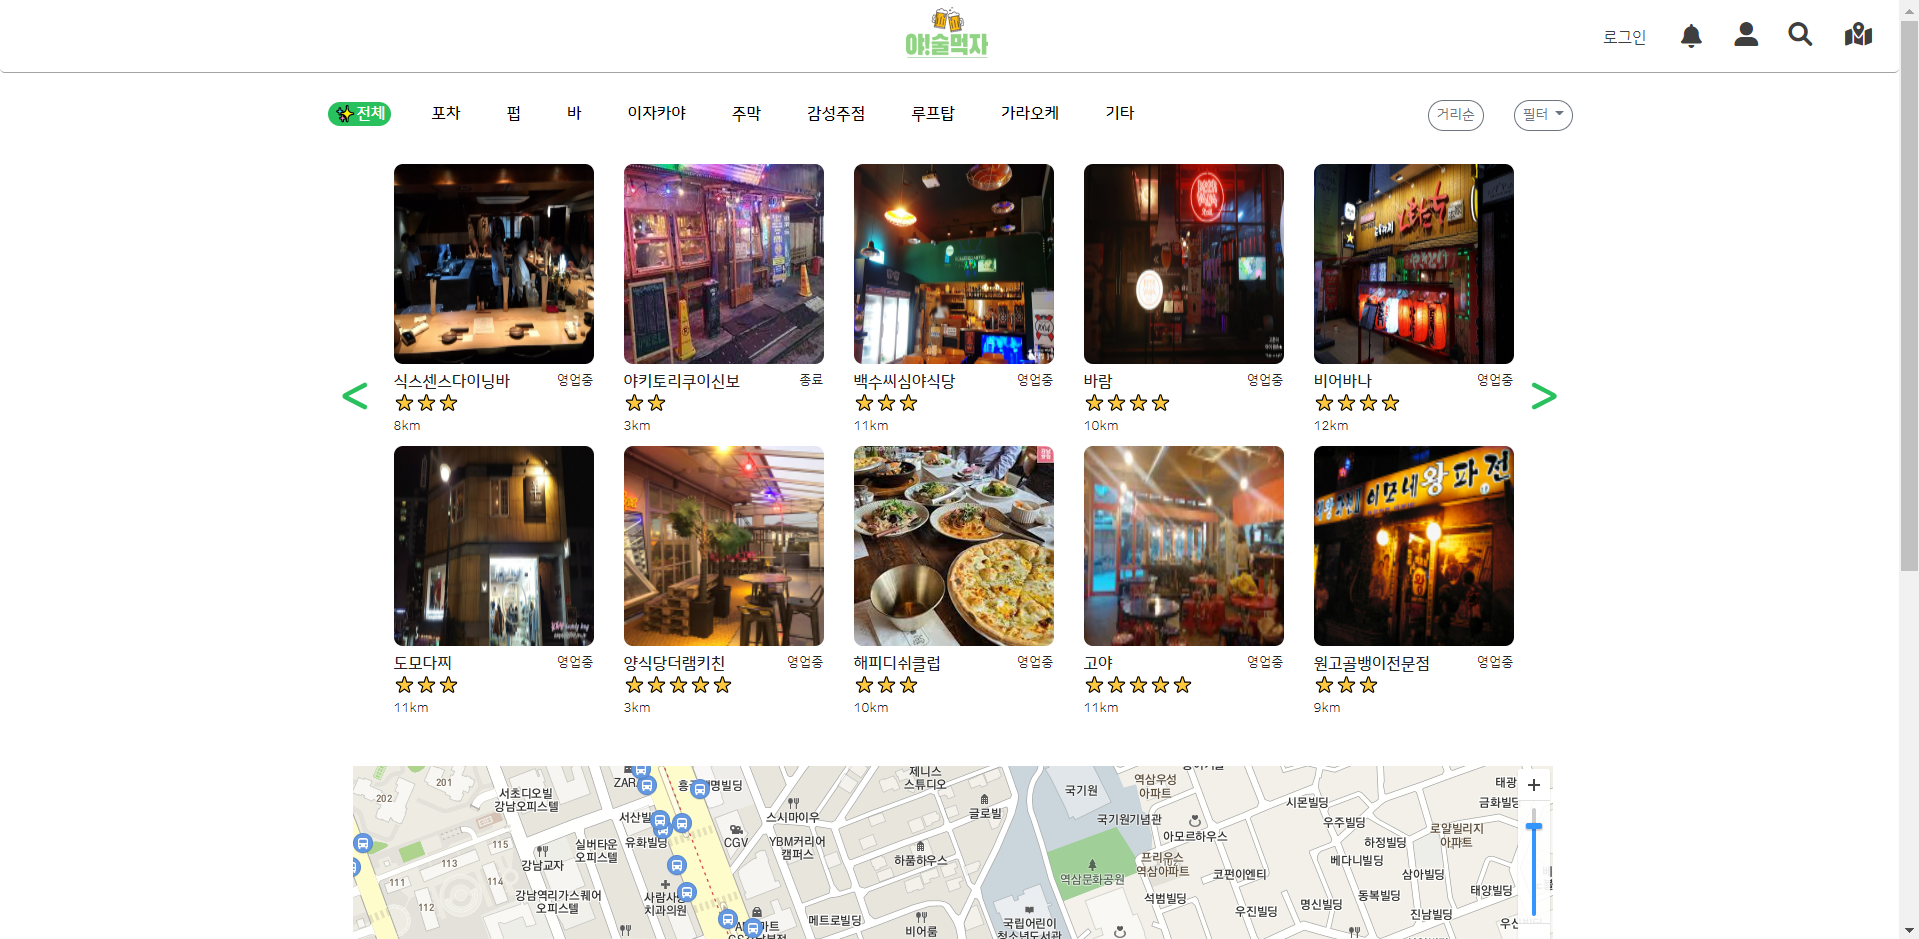 야!술먹자
로그인
전체 포차 펍 바 이자카야 주막 감성주점 루프탑 가라오케 기타
거리순 필터
이모네왕파전
식스센스다이닝바 영업중
8km
야키토리쿠이신보 종료
3km
백수씨심야식당 영업중
11km
바람 영업중
10km
비어바나 영업중
12km
<
>
도모다찌 영업중
11km
양식당더램키친 영업중
3km
해피디쉬클럽 영업중
10km
고야 영업중
11km
원고골뱅이전문점 영업중
9km
201
202
서초디오빌
강남오피스텔
ZAR
명빌딩
제니스
스튜디오
국기원
역삼우성
아파트
태광
+
금화빌딩
스시마이우
글로빌
시몬빌딩
서산빌
국기원기념관
우주빌딩
로얄빌리지
아파트
115
실버타운
오피스텔
유화빌딩
CGV
YBM커리어
캠퍼스
아모르하우스
하정빌딩
113
강남교자
하품하우스
프리우스
역삼아파트
베다니빌딩
111
114
역삼문화공원
코펀이엔티
삼아빌딩
112
강남역리가스퀘어
오피스텔
사람사
치과의원
석범빌딩
동복빌딩
태양빌딩
메트로빌딩
비어룸
국립어린이
청소년도서관
우진빌딩
명신빌딩
진남빌딩